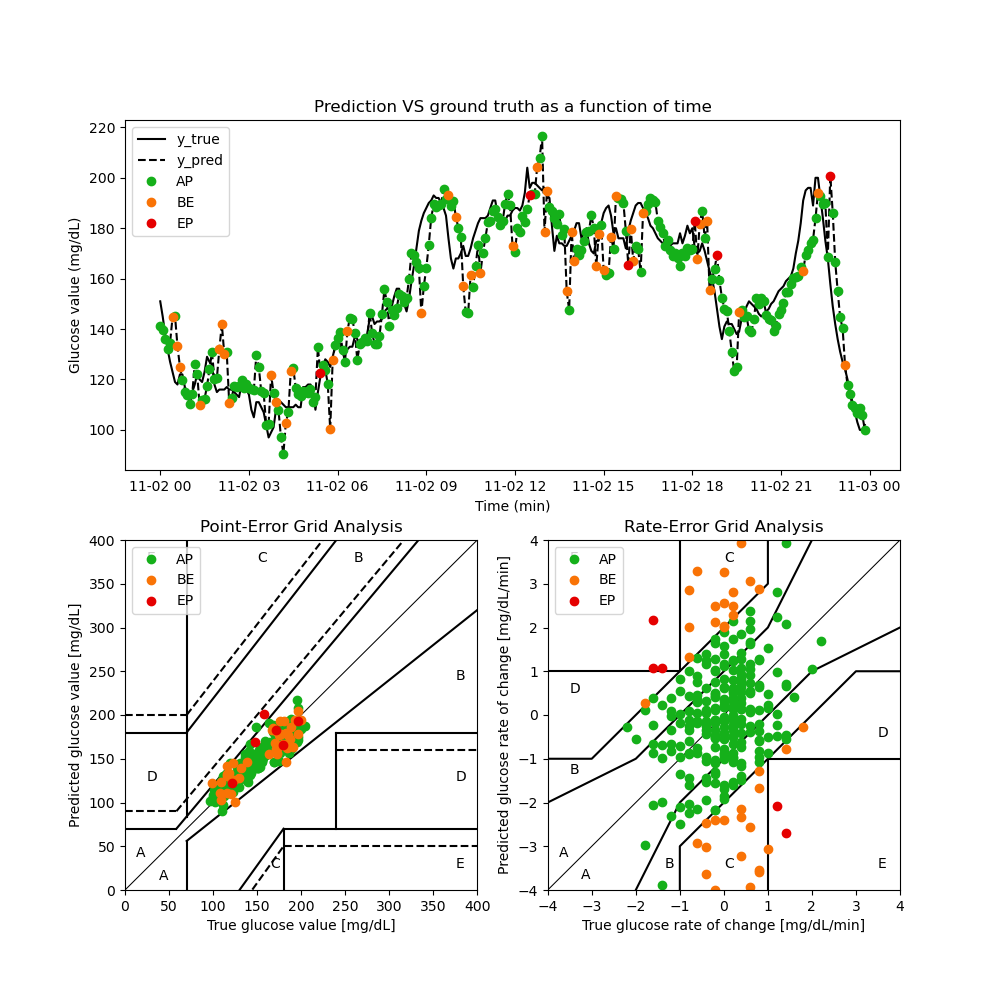 Prediction VS ground truth as a function of time
Glucose value (mg/dL)
220
200
180
160
140
120
100
y_true
y_pred
AP
BE
EP
11-02 00 11-02 03 11-02 06 11-02 09 11-02 12 11-02 15 11-02 18 11-02 21 11-03 00
Time (min)
Point-Error Grid Analysis
Predicted glucose value [mg/dL]
400
350
300
250
200
150
100
50
0
AP
BE
EP
C
B
B
D
D
A
A
C
E
0 50 100 150 200 250 300 350 400
True glucose value [mg/dL]
Rate-Error Grid Analysis
Predicted glucose rate of change [mg/dL/min]
4
3
2
1
0
−1
−2
−3
−4
AP
BE
EP
C
D
D
B
A
A
B
C
E
−4 −3 −2 −1 0 1 2 3 4
True glucose rate of change [mg/dL/min]